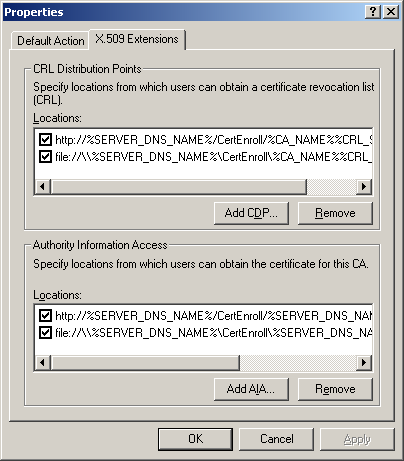 Properties
Default Action
X.509 Extensions
CRL Distribution Points
Specify locations from which users can obtain a certificate revocation list
(CRL).
Locations:
http://%SERVER_DNS_NAME%/CertEnroll/%CA_NAME%%CRL_S
file://\\%SERVER_DNS_NAME%\CertEnroll\%CA_NAME%%CRL_
Add CDP...
Remove
Authority Information Access
Specify locations from which users can obtain the certificate for this CA.
Locations:
http://%SERVER_DNS_NAME%/CertEnroll/%SERVER_DNS_NAME
file://\\%SERVER_DNS_NAME%\CertEnroll\%SERVER_DNS_NA
Add AIA...
Remove
OK
Cancel
Apply